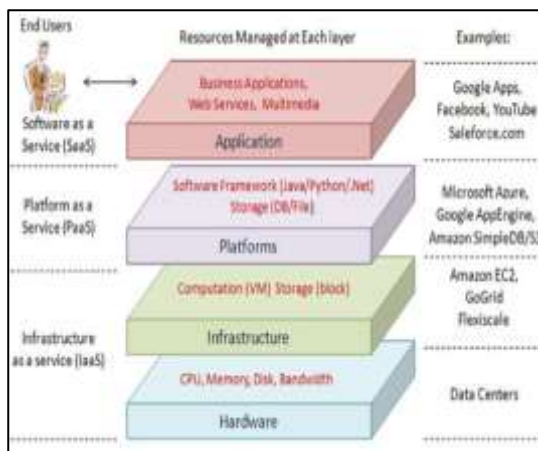 End Users
Resources Managed at Each layer
Examples:
Business Applications,
Web Services, Multimedia
Application
Software as a
Service (SaaS)
Google Apps,
Facebook, YouTube
Saleforce.com
Software Framework (Java/Python/.Net)
Storage (DB/File)
Platforms
Platform as a
Service (PaaS)
Microsoft Azure,
Google AppEngine,
Amazon SimpleDB/S3
Computation (VM) Storage (block)
Infrastructure
Amazon EC2,
GoGrid
Flexiscale
Infrastructure
as a service (IaaS)
CPU, Memory, Disk, Bandwidth
Hardware
Data Centers